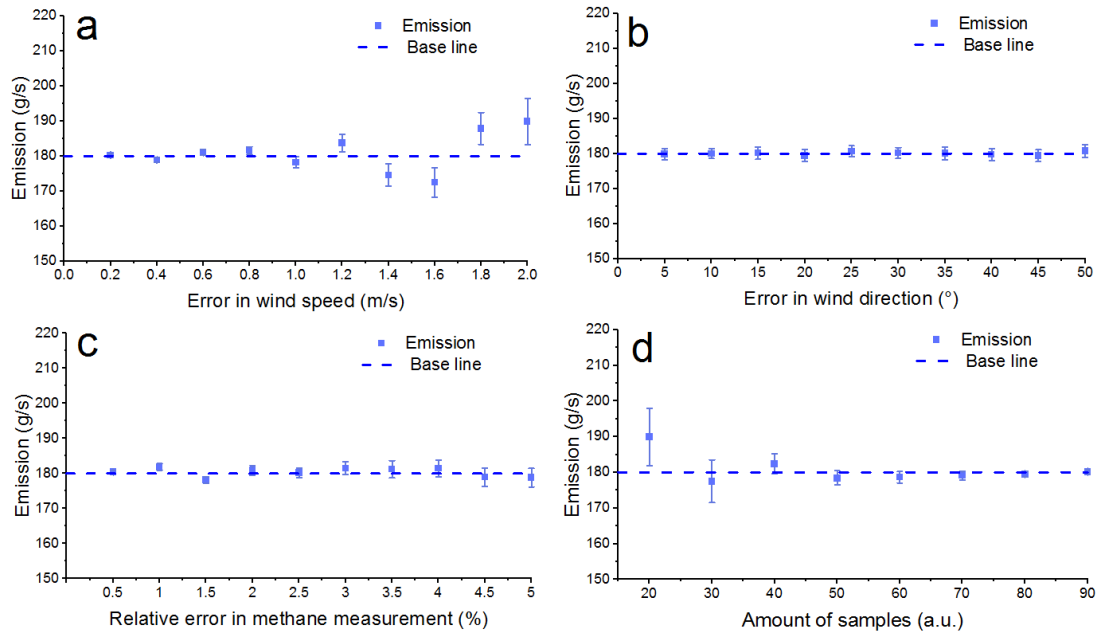 a
Emission
Base line
Emission (g/s)
220
210
200
190
180
170
160
150
0.0 0.2 0.4 0.6 0.8 1.0 1.2 1.4 1.6 1.8 2.0
Error in wind speed (m/s)
b
Emission
Base line
Emission (g/s)
220
210
200
190
180
170
160
150
0 5 10 15 20 25 30 35 40 45 50
Error in wind direction (°)
c
Emission
Base line
Emission (g/s)
220
210
200
190
180
170
160
150
0.5 1 1.5 2 2.5 3 3.5 4 4.5 5
Relative error in methane measurement (%)
d
Emission
Base line
Emission (g/s)
220
210
200
190
180
170
160
150
20 30 40 50 60 70 80 90
Amount of samples (a.u.)